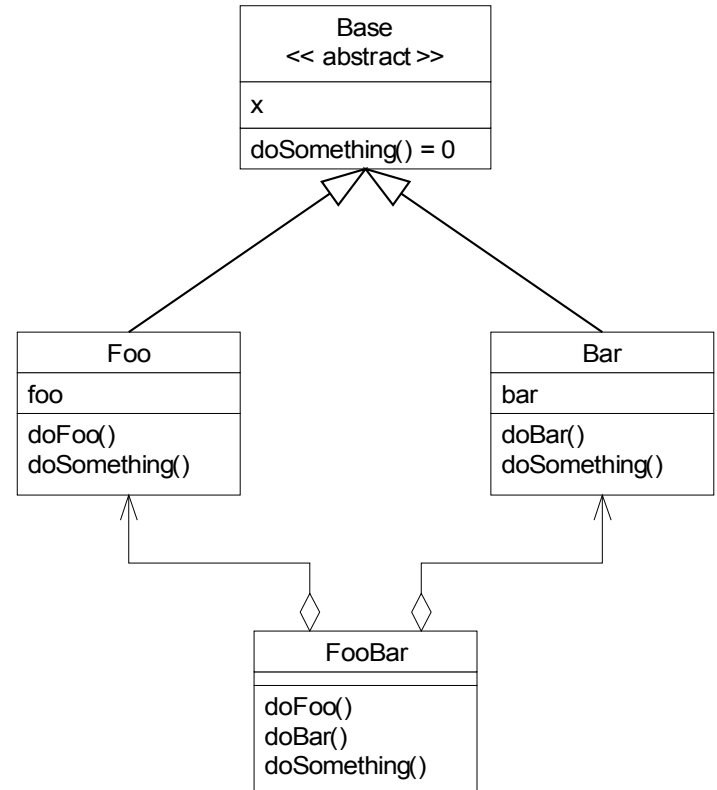 Base
<< abstract >>
x
doSomething() = 0
Foo
foo
doFoo()
doSomething()
Bar
bar
doBar()
doSomething()
FooBar
doFoo()
doBar()
doSomething()